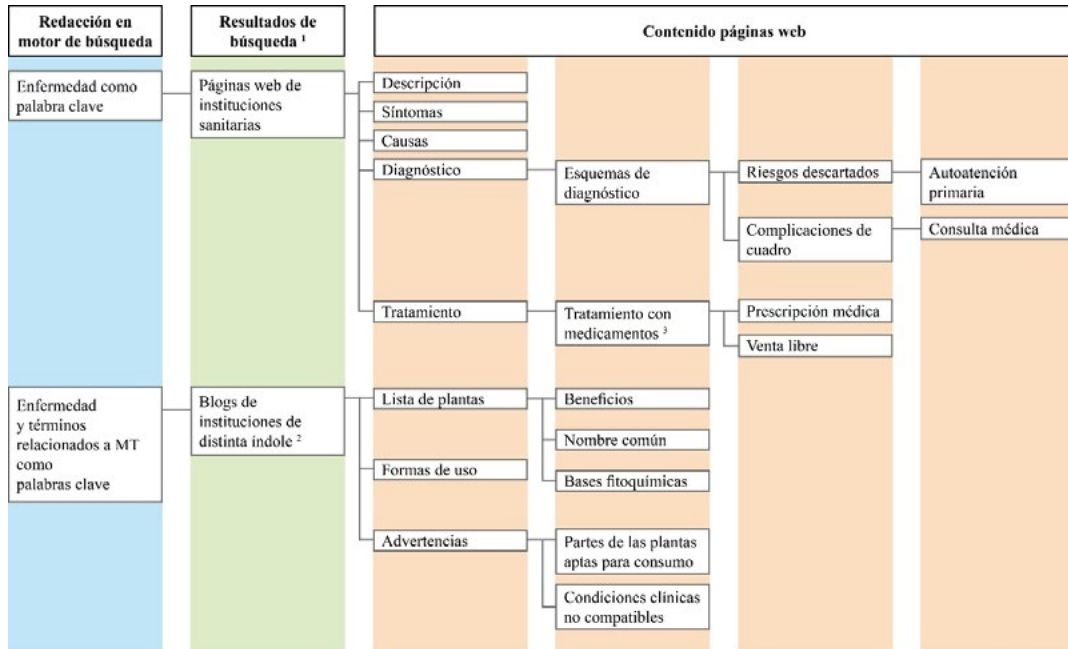 Redacción en
motor de búsqueda
Resultados de
búsqueda ¹
Contenido páginas web
Enfermedad como
palabra clave
Páginas web de
instituciones
sanitarias
Descripción
Síntomas
Causas
Diagnóstico
Esquemas de
diagnóstico
Riesgos descartados
Autoatención
primaria
Complicaciones de
cuadro
Consulta médica
Tratamiento
Tratamiento con
medicamentos ³
Prescripción médica
Venta libre
Enfermedad
y términos
relacionados a MT
como
palabras clave
Blogs de
instituciones de
distinta índole ²
Lista de plantas
Beneficios
Nombre común
Bases fitoquímicas
Formas de uso
Advertencias
Partes de las plantas
aptas para consumo
Condiciones clínicas
no compatibles